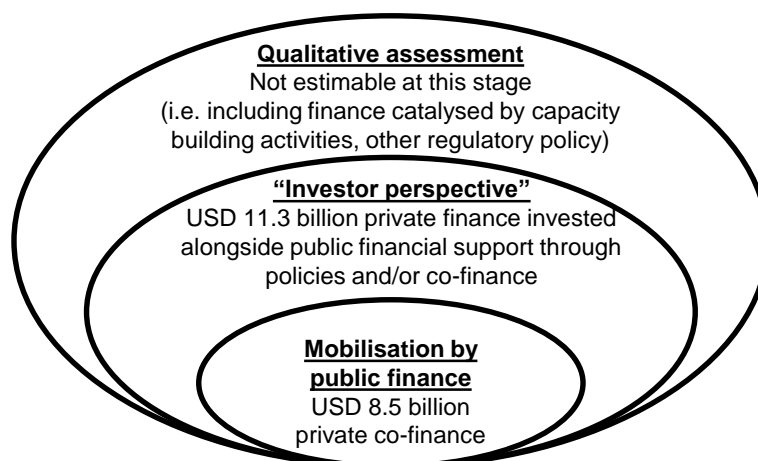 Qualitative assessment
Not estimable at this stage
(i.e. including finance catalysed by capacity
building activities, other regulatory policy)
“Investor perspective”
USD 11.3 billion private finance invested
alongside public financial support through
policies and/or co-finance
Mobilisation by
public finance
USD 8.5 billion
private co-finance